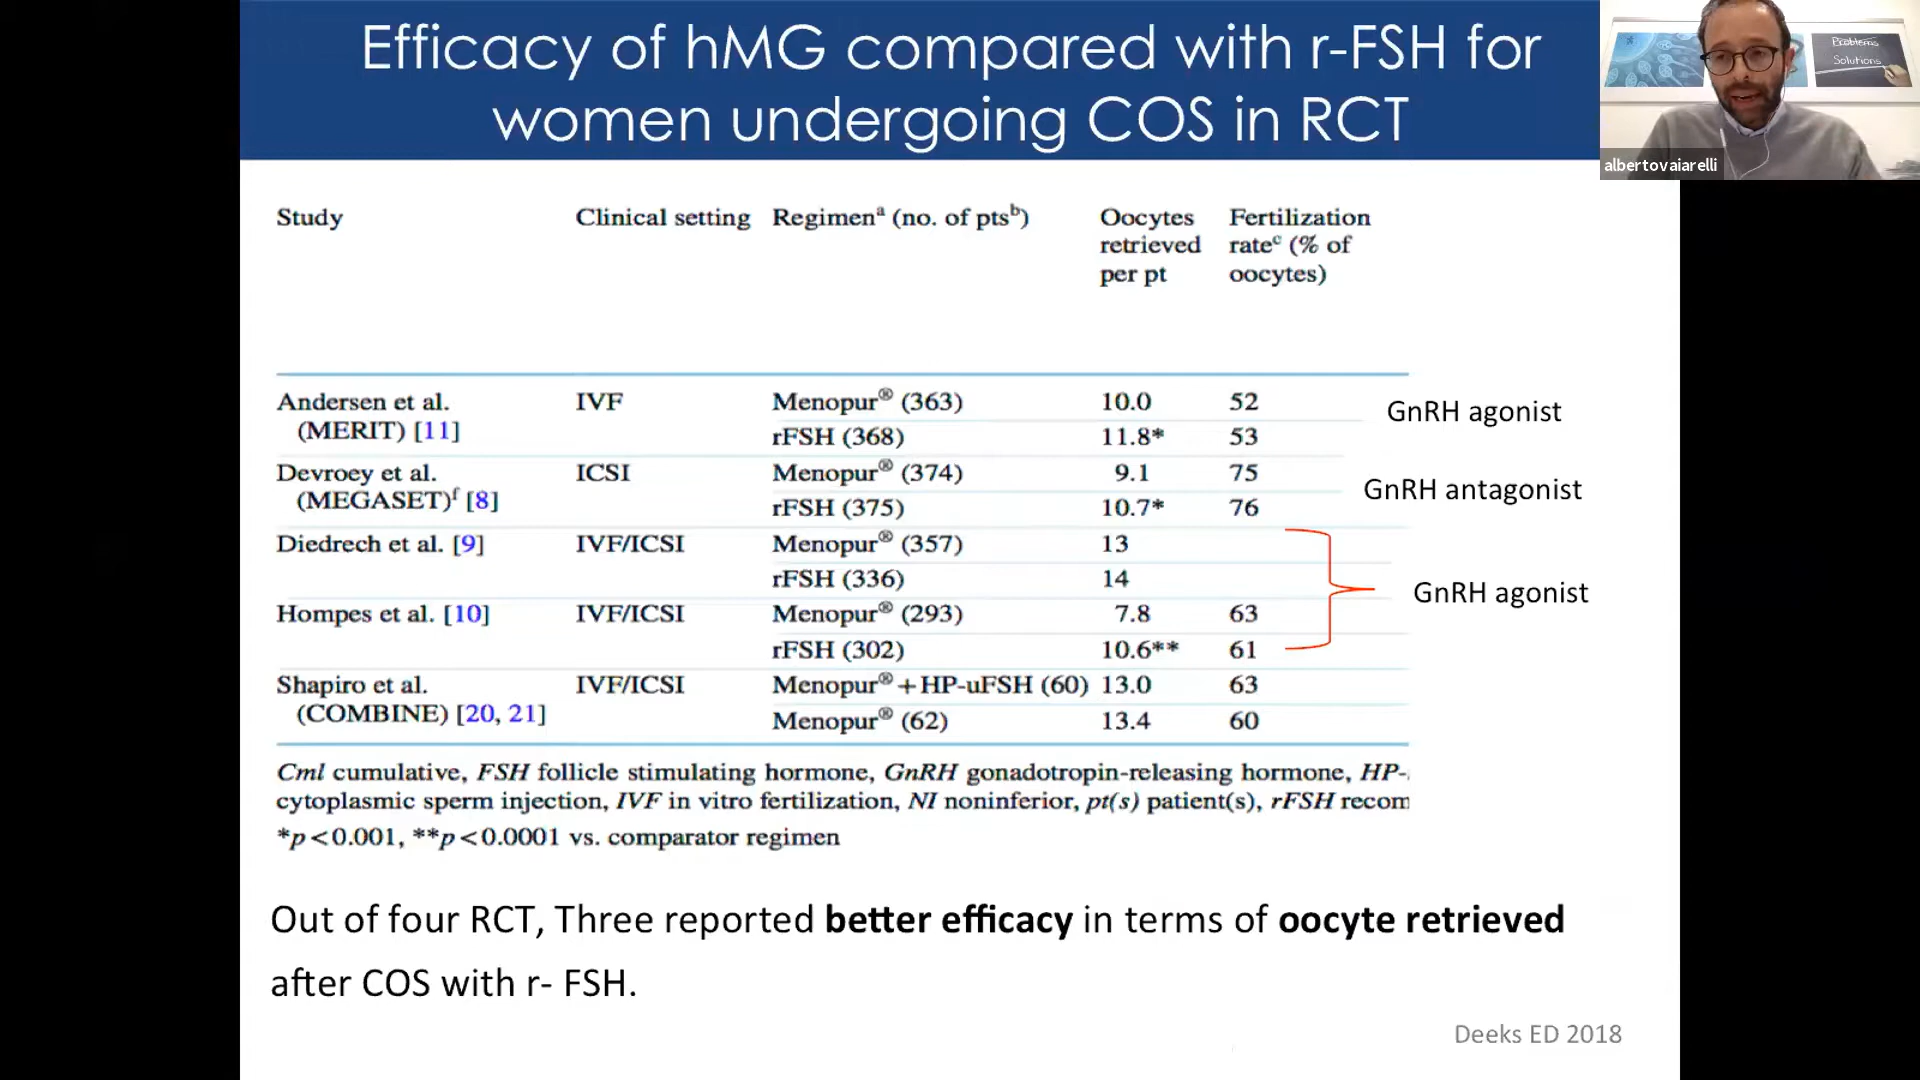 Efficacy of hMG compared with r-FSH for
women undergoing COS in RCT
Problems
Solutions
albertovaiarelli
Study Clinical setting Regimenᵃ (no. of ptsᵇ) Oocytes retrieved per pt Fertilization rateᶜ (% of oocytes)
Andersen et al. (MERIT) [11] IVF Menopur® (363) 10.0 52
rFSH (368) 11.8* 53
GnRH agonist
Devroey et al. (MEGASET)ᶠ [8] ICSI Menopur® (374) 9.1 75
rFSH (375) 10.7* 76
GnRH antagonist
Diedrech et al. [9] IVF/ICSI Menopur® (357) 13
rFSH (336) 14
Hompes et al. [10] IVF/ICSI Menopur® (293) 7.8 63
rFSH (302) 10.6** 61
GnRH agonist
Shapiro et al. (COMBINE) [20, 21] IVF/ICSI Menopur® + HP-uFSH (60) 13.0 63
Menopur® (62) 13.4 60
Cml cumulative, FSH follicle stimulating hormone, GnRH gonadotropin-releasing hormone, HP-
cytoplasmic sperm injection, IVF in vitro fertilization, NI noninferior, pt(s) patient(s), rFSH recom
*p < 0.001, **p < 0.0001 vs. comparator regimen
Out of four RCT, Three reported better efficacy in terms of oocyte retrieved
after COS with r- FSH.
Deeks ED 2018